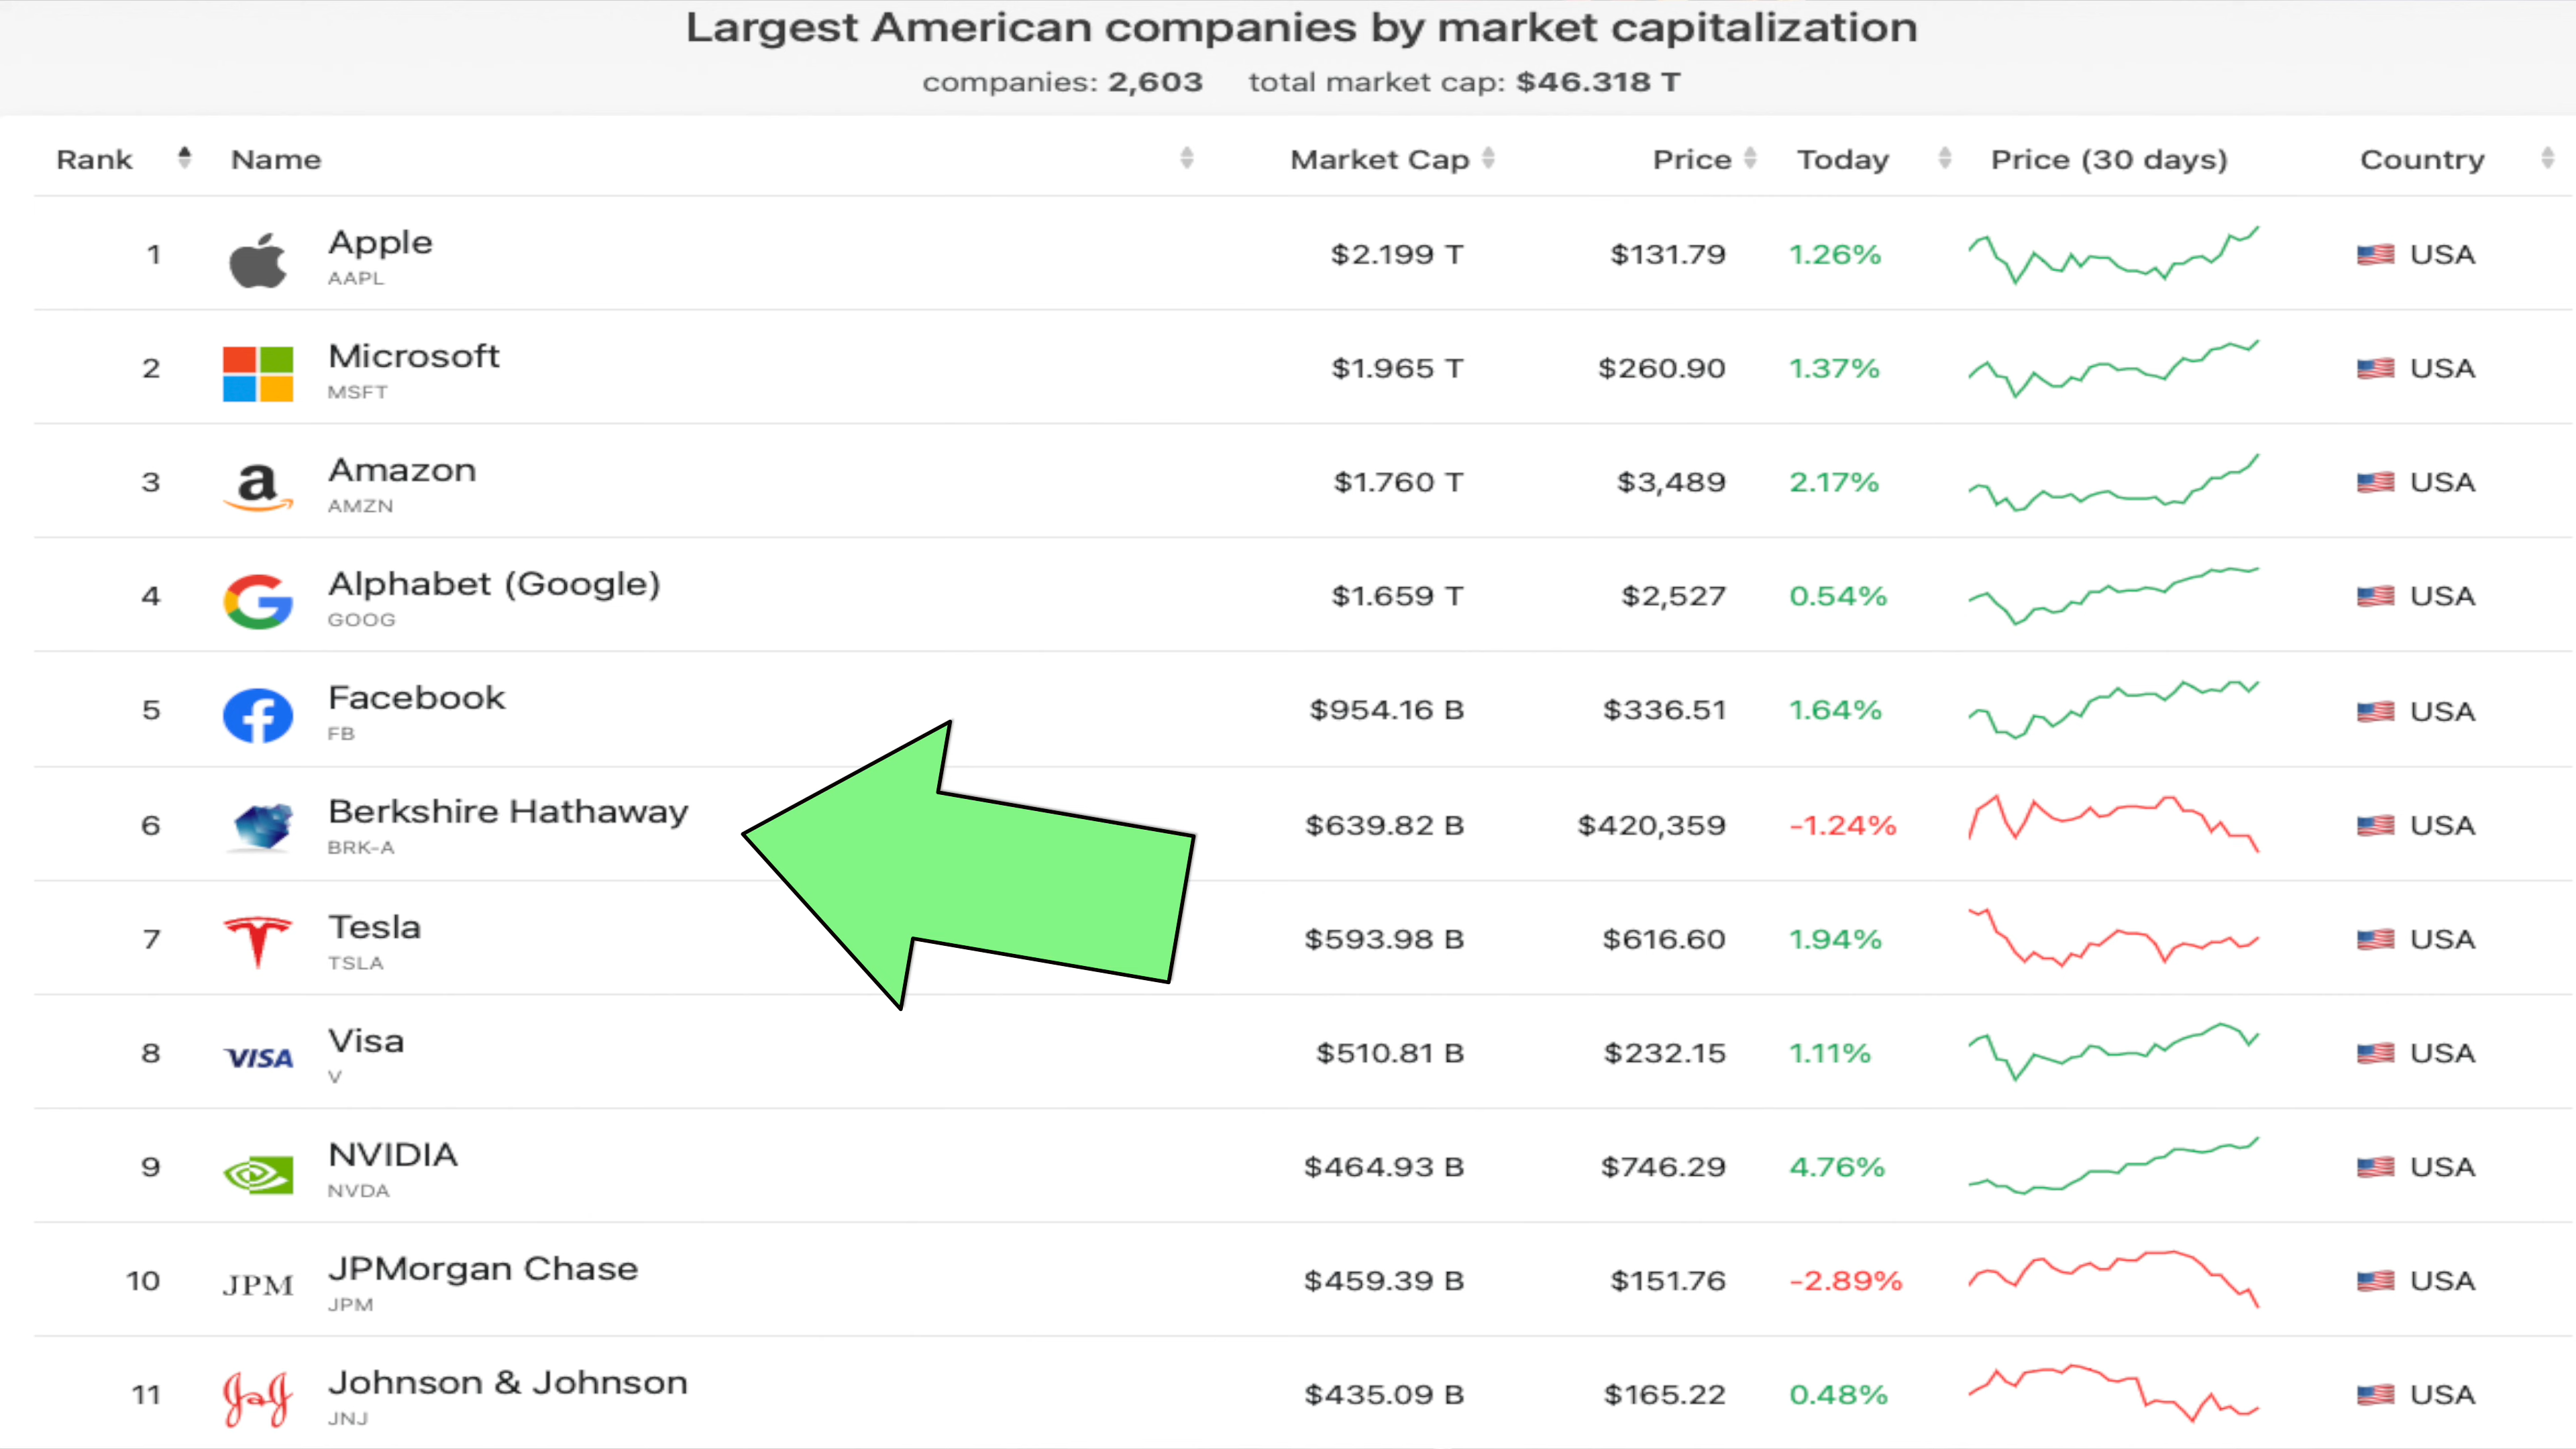 Largest American companies by market capitalization
companies: 2,603 total market cap: $46.318 T
Rank Name Market Cap Price Today Price (30 days) Country
1 Apple $2.199 T $131.79 1.26% USA
AAPL
2 Microsoft $1.965 T $260.90 1.37% USA
MSFT
3 a Amazon $1.760 T $3,489 2.17% USA
AMZN
4 G Alphabet (Google) $1.659 T $2,527 0.54% USA
GOOG
5 f Facebook $954.16 B $336.51 1.64% USA
FB
6 Berkshire Hathaway $639.82 B $420,359 -1.24% USA
BRK-A
7 T Tesla $593.98 B $616.60 1.94% USA
TSLA
8 VISA Visa $510.81 B $232.15 1.11% USA
V
9 NVIDIA $464.93 B $746.29 4.76% USA
NVDA
10 JPM JPMorgan Chase $459.39 B $151.76 -2.89% USA
JPM
11 J&J Johnson & Johnson $435.09 B $165.22 0.48% USA
JNJ